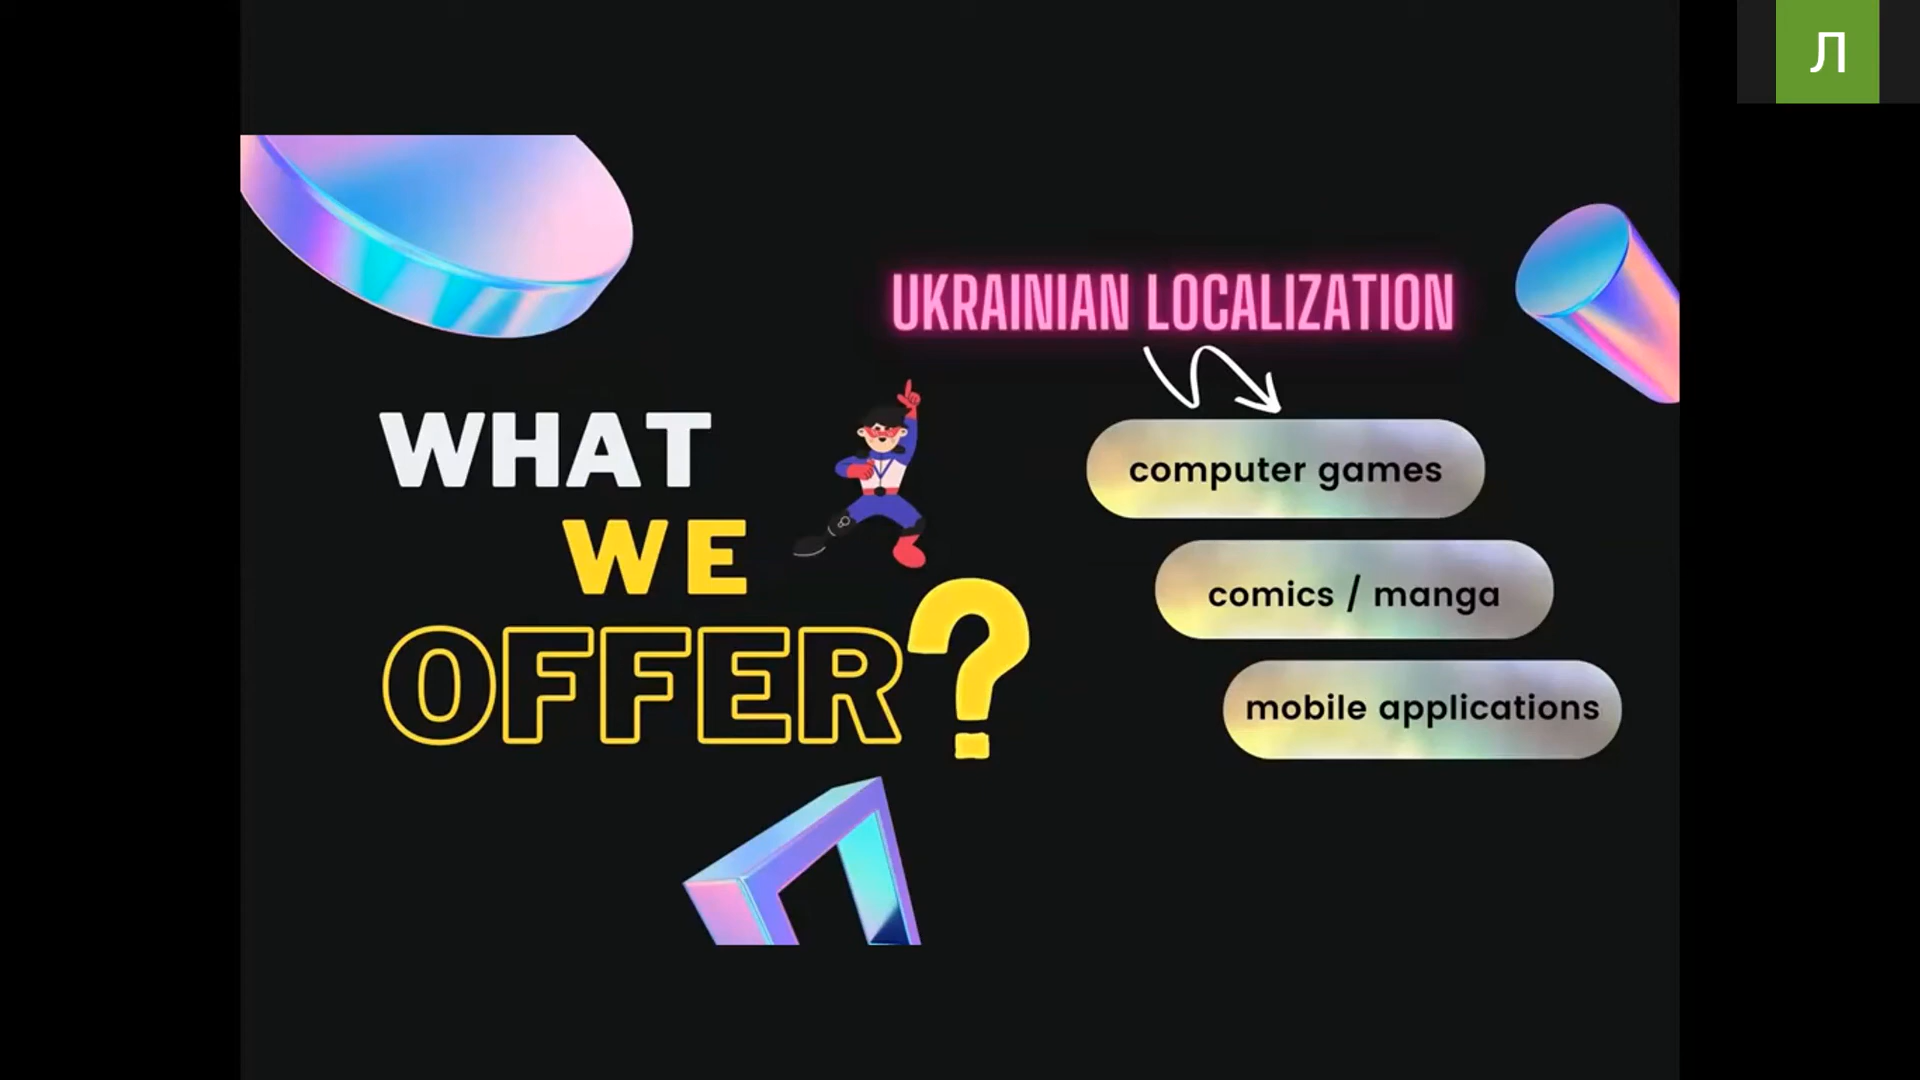 Л
UKRAINIAN LOCALIZATION
WHAT
WE
OFFER?
computer games
comics / manga
mobile applications